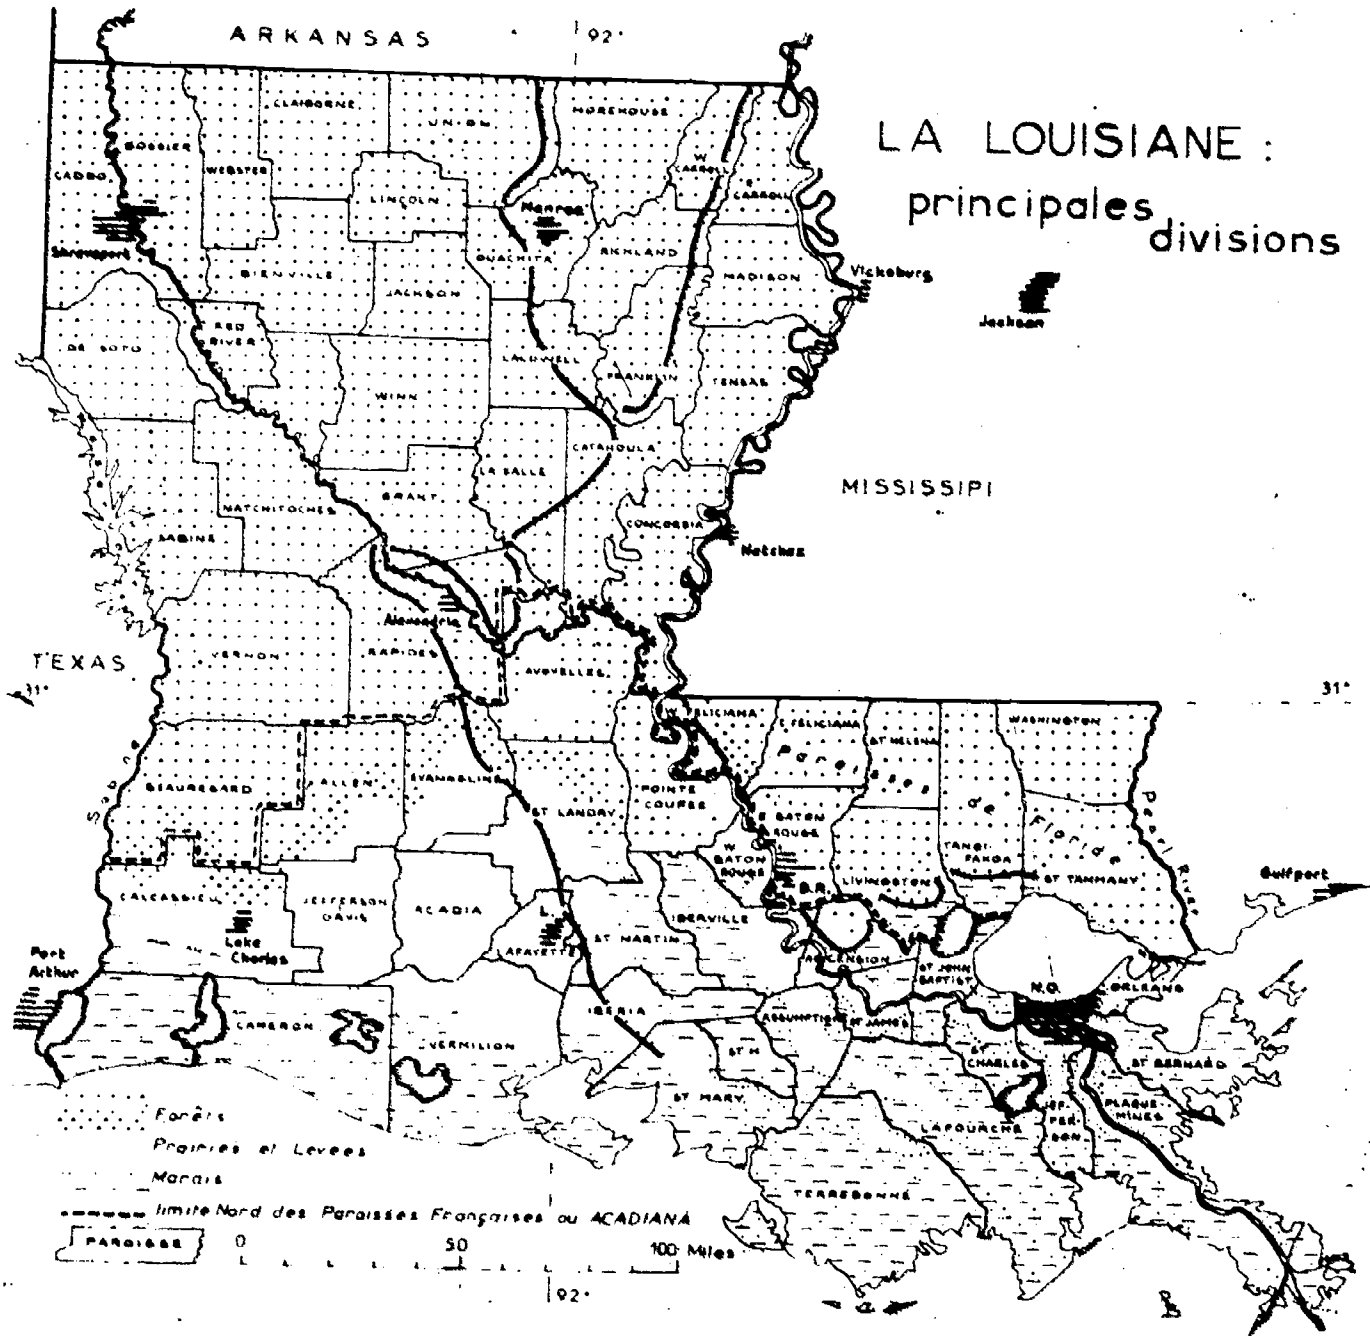 ARKANSAS
92°
LA LOUISIANE :
principales
divisions
CLAIBORNE
UNION
MOREHOUSE
BOSSIER
WEBSTER
W. CARROLL
E. CARROLL
CADDO
LINCOLN
Monroe
Shreveport
OUACHITA
RICHLAND
MADISON
Vicksburg
BIENVILLE
JACKSON
Jackson
RED RIVER
DE SOTO
CALDWELL
FRANKLIN
TENSAS
WINN
CATAHOULA
LA SALLE
GRANT
MISSISSIPI
NATCHITOCHES
CONCORDIA
SABINE
Natchez
Alexandria
TEXAS
VERNON
RAPIDES
AVOYELLES
31°
31°
W. FELICIANA
E. FELICIANA
ST HELENA
WASHINGTON
Paroisses de Floride
Sabine
BEAUREGARD
ALLEN
EVANGELINE
ST LANDRY
POINTE COUPEE
E. BATON ROUGE
W. BATON ROUGE
TANGIPAHOA
ST TAMMANY
Pearl River
Gulfport
B.R.
LIVINGSTON
CALCASSIEU
JEFFERSON DAVIS
ACADIA
L.
LAFAYETTE
ST MARTIN
IBERVILLE
Lake Charles
Port Arthur
ASCENSION
ST JOHN BAPTIST
N.O.
ORLEANS
CAMERON
VERMILION
IBERIA
ASSUMPTION
ST JAMES
ST M
ST CHARLES
ST BERNARD
ST MARY
JEFFERSON
PLAQUEMINES
LAFOURCHE
TERREBONNE
Forêts
Prairies et Levées
Marais
limite Nord des Paroisses Françaises ou ACADIANA
PAROISSE
0 50 100 Miles
92°